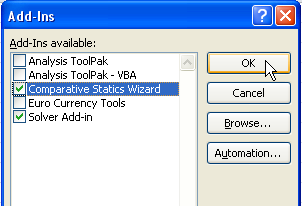 Add-Ins
Add-Ins available:
Analysis ToolPak
Analysis ToolPak - VBA
Comparative Statics Wizard
Euro Currency Tools
Solver Add-in
OK
Cancel
Browse...
Automation...